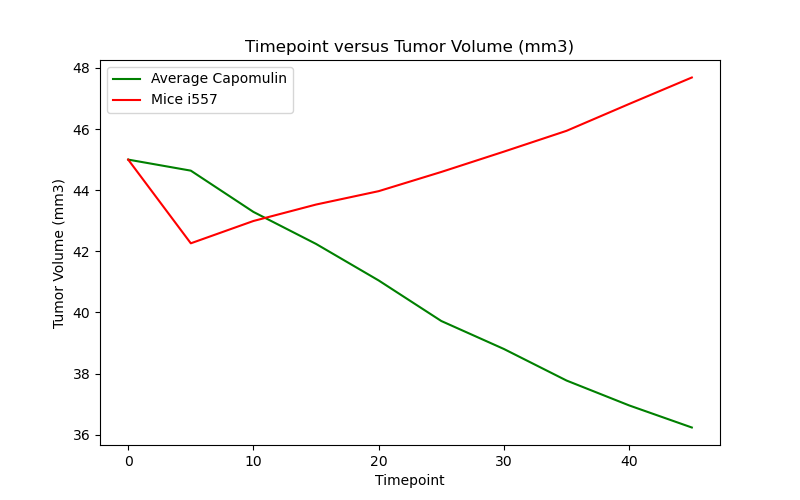 Timepoint versus Tumor Volume (mm3)
Average Capomulin
Mice i557
Tumor Volume (mm3)
48
46
44
42
40
38
36
0 10 20 30 40
Timepoint